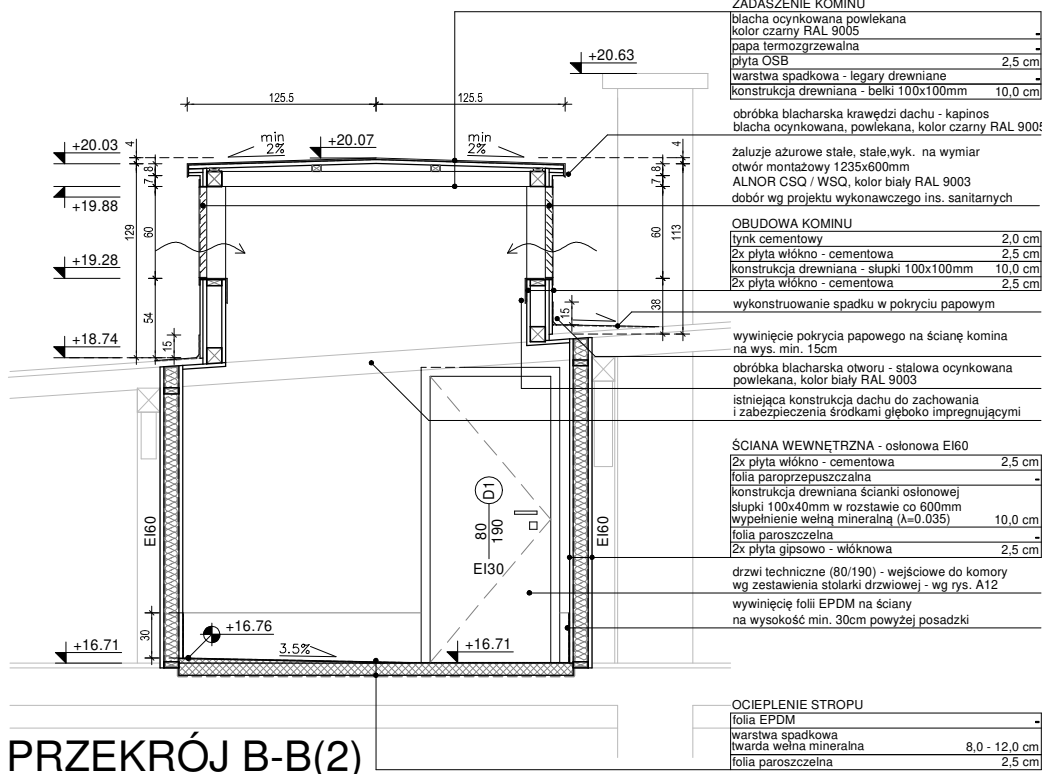 ZADASZENIE KOMINU
blacha ocynkowana powlekana
kolor czarny RAL 9005 -
papa termozgrzewalna -
płyta OSB 2,5 cm
warstwa spadkowa - legary drewniane -
konstrukcja drewniana - belki 100x100mm 10,0 cm
obróbka blacharska krawędzi dachu - kapinos
blacha ocynkowana, powlekana, kolor czarny RAL 9005
żaluzje ażurowe stałe, stałe,wyk. na wymiar
otwór montażowy 1235x600mm
ALNOR CSQ / WSQ, kolor biały RAL 9003
dobór wg projektu wykonawczego ins. sanitarnych
OBUDOWA KOMINU
tynk cementowy 2,0 cm
2x płyta włókno - cementowa 2,5 cm
konstrukcja drewniana - słupki 100x100mm 10,0 cm
2x płyta włókno - cementowa 2,5 cm
wykonstruowanie spadku w pokryciu papowym
wywinięcie pokrycia papowego na ścianę komina
na wys. min. 15cm
obróbka blacharska otworu - stalowa ocynkowana
powlekana, kolor biały RAL 9003
istniejąca konstrukcja dachu do zachowania
i zabezpieczenia środkami głęboko impregnującymi
ŚCIANA WEWNĘTRZNA - osłonowa EI60
2x płyta włókno - cementowa 2,5 cm
folia paroprzepuszczalna -
konstrukcja drewniana ścianki osłonowej
słupki 100x40mm w rozstawie co 600mm
wypełnienie wełną mineralną (λ=0.035) 10,0 cm
folia paroszczelna -
2x płyta gipsowo - włóknowa 2,5 cm
drzwi techniczne (80/190) - wejściowe do komory
wg zestawienia stolarki drzwiowej - wg rys. A12
wywinięcie folii EPDM na ściany
na wysokość min. 30cm powyżej posadzki
OCIEPLENIE STROPU
folia EPDM -
warstwa spadkowa
twarda wełna mineralna 8,0 - 12,0 cm
folia paroszczelna 2,5 cm
+20.63
125.5 125.5
+20.03
4
min
2%
+20.07
min
2%
4
8
7
8
7
+19.88
129
60
60
113
+19.28
54
38
15
15
+18.74
EI60
D1
80
190
EI30
EI60
30
+16.76
+16.71
3.5%
+16.71
PRZEKRÓJ B-B(2)